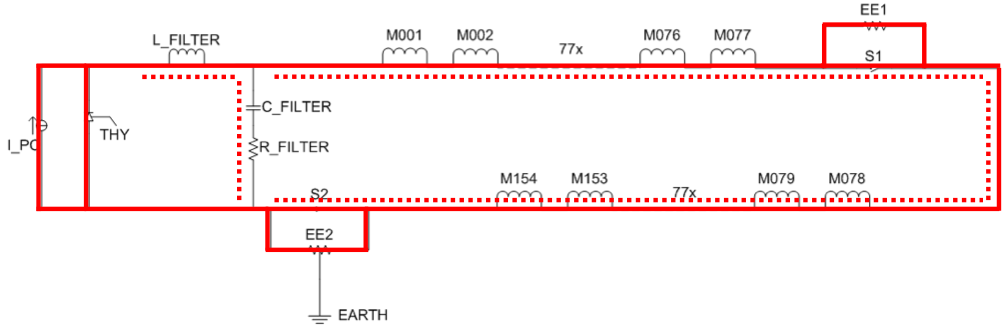 EE1
L_FILTER
M001
M002
77x
M076
M077
S1
C_FILTER
I_PC
THY
R_FILTER
S2
M154
M153
77x
M079
M078
EE2
EARTH